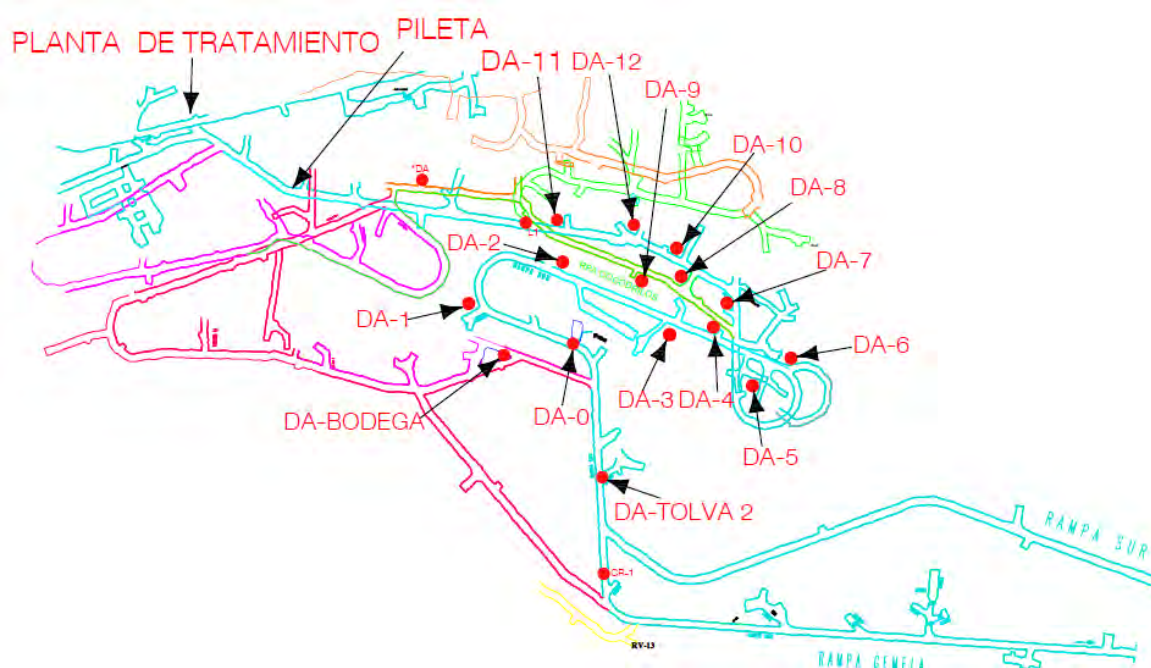 PLANTA DE TRATAMIENTO
PILETA
DA-11
DA-12
DA-9
DA-10
DA-8
DA-7
DA-2
DA-1
DA-6
DA-3
DA-4
DA-0
DA-BODEGA
DA-5
DA-TOLVA 2
RAMPA SUR
RV-13
RAMPA GEMELA